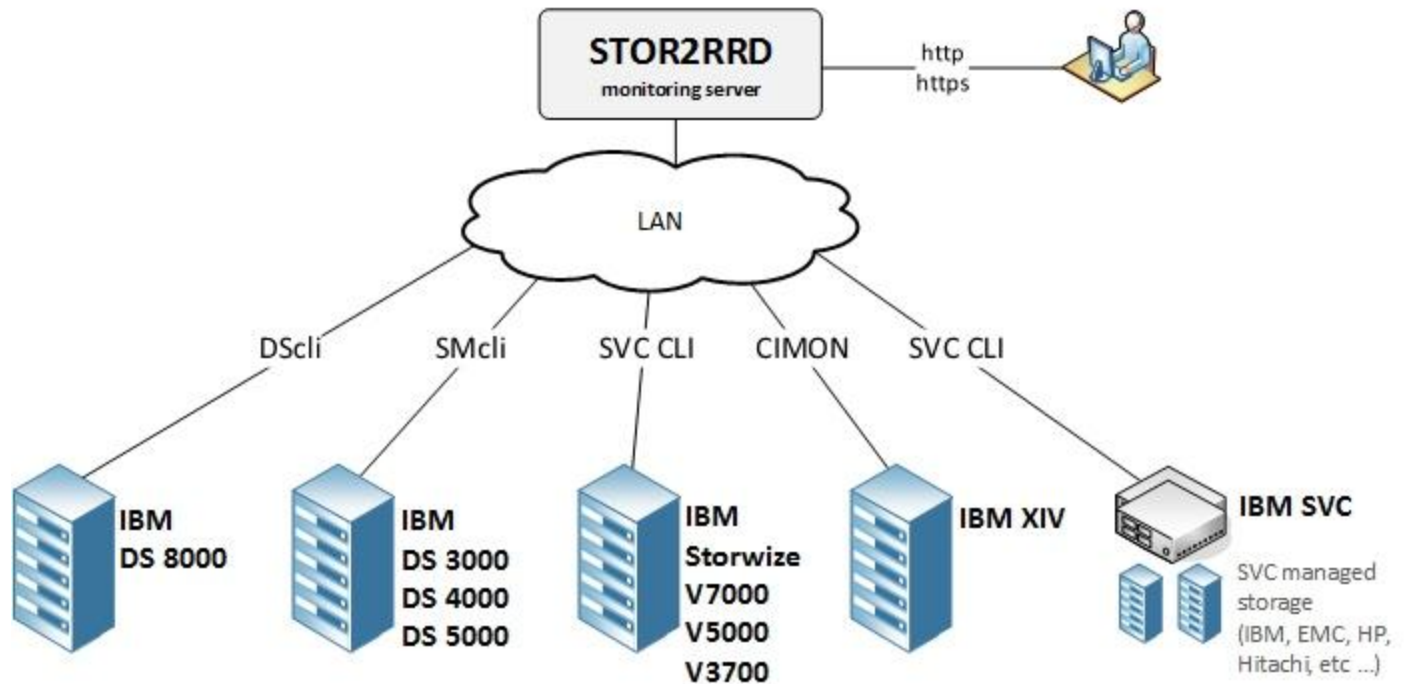 STOR2RRD
monitoring server
http
https
LAN
DScli
SMcli
SVC CLI
CIMON
SVC CLI
IBM
DS 8000
IBM
DS 3000
DS 4000
DS 5000
IBM
Storwize
V7000
V5000
V3700
IBM XIV
IBM SVC
SVC managed
storage
(IBM, EMC, HP,
Hitachi, etc ...)